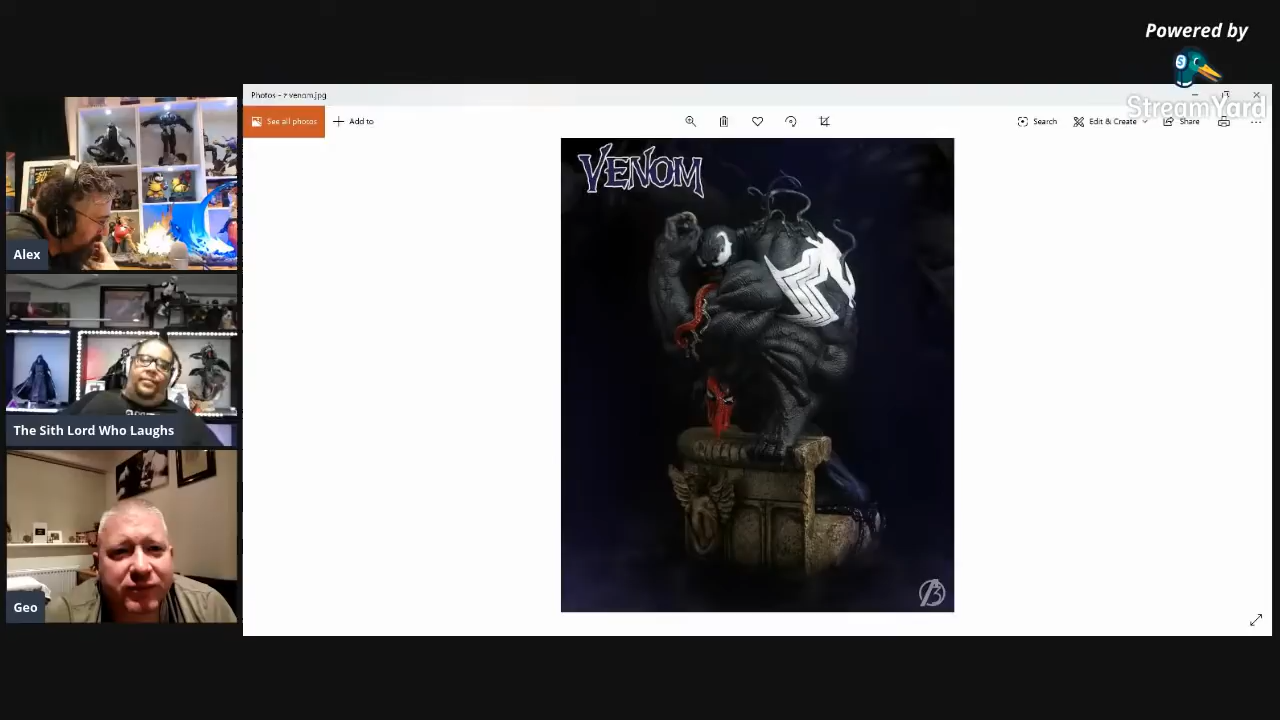 Powered by
StreamYard
Photos - 7 venom.jpg
See all photos
Add to
Search
Edit & Create
Share
VENOM
Alex
The Sith Lord Who Laughs
Geo